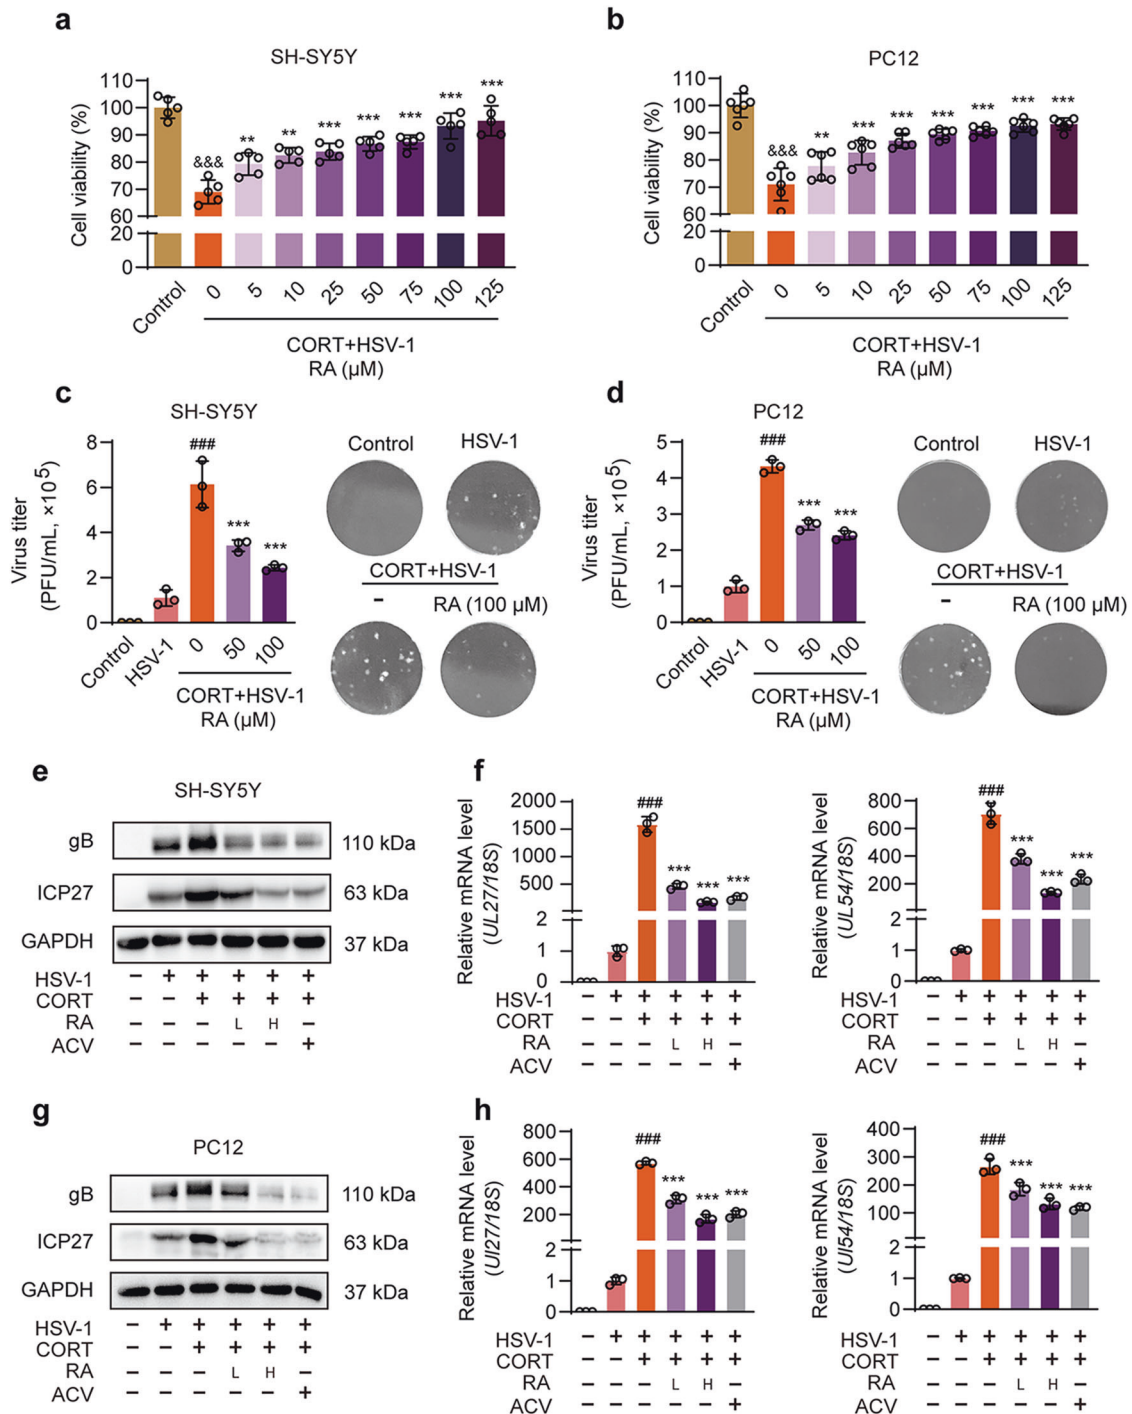 a
SH-SY5Y
Cell viability (%)
110
100
90
80
70
60
20
0
&&&
**
**
***
***
***
***
***
Control
0
5
10
25
50
75
100
125
CORT+HSV-1
RA (μM)
b
PC12
Cell viability (%)
110
100
90
80
70
60
20
0
&&&
**
***
***
***
***
***
***
Control
0
5
10
25
50
75
100
125
CORT+HSV-1
RA (μM)
c
SH-SY5Y
Virus titer
(PFU/mL, ×10⁵)
8
6
4
2
0
###
***
***
Control
HSV-1
0
50
100
CORT+HSV-1
RA (μM)
Control
HSV-1
CORT+HSV-1
–
RA (100 μM)
d
PC12
Virus titer
(PFU/mL, ×10⁵)
5
4
3
2
1
0
###
***
***
Control
HSV-1
0
50
100
CORT+HSV-1
RA (μM)
Control
HSV-1
CORT+HSV-1
–
RA (100 μM)
e
SH-SY5Y
gB 110 kDa
ICP27 63 kDa
GAPDH 37 kDa
HSV-1 – + + + + +
CORT – – + + + +
RA – – – L H –
ACV – – – – – +
f
Relative mRNA level
(UL27/18S)
2000
1500
1000
500
2
1
0
###
***
***
***
HSV-1 – + + + + +
CORT – – + + + +
RA – – – L H –
ACV – – – – – +
Relative mRNA level
(UL54/18S)
800
600
400
200
2
1
0
###
***
***
***
HSV-1 – + + + + +
CORT – – + + + +
RA – – – L H –
ACV – – – – – +
g
PC12
gB 110 kDa
ICP27 63 kDa
GAPDH 37 kDa
HSV-1 – + + + + +
CORT – – + + + +
RA – – – L H –
ACV – – – – – +
h
Relative mRNA level
(Ul27/18S)
800
600
400
200
2
1
0
###
***
***
***
HSV-1 – + + + + +
CORT – – + + + +
RA – – – L H –
ACV – – – – – +
Relative mRNA level
(Ul54/18S)
400
300
200
100
2
1
0
###
***
***
***
HSV-1 – + + + + +
CORT – – + + + +
RA – – – L H –
ACV – – – – – +